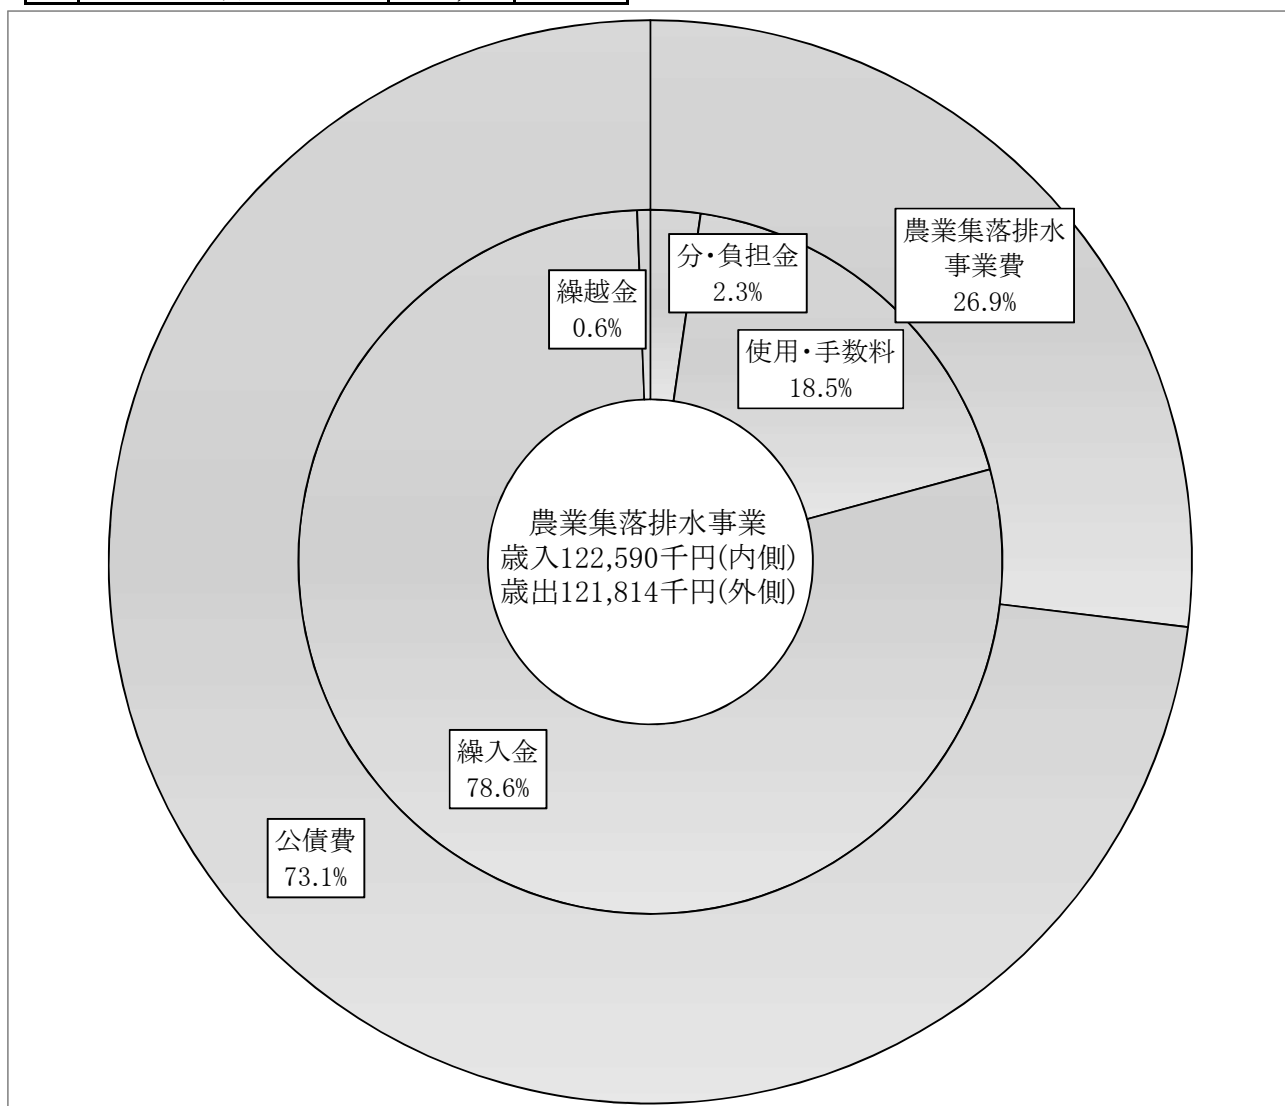 農業集落排水
事業費
26.9%
分・負担金
2.3%
繰越金
0.6%
使用・手数料
18.5%
農業集落排水事業
歳入122,590千円(内側)
歳出121,814千円(外側)
繰入金
78.6%
公債費
73.1%